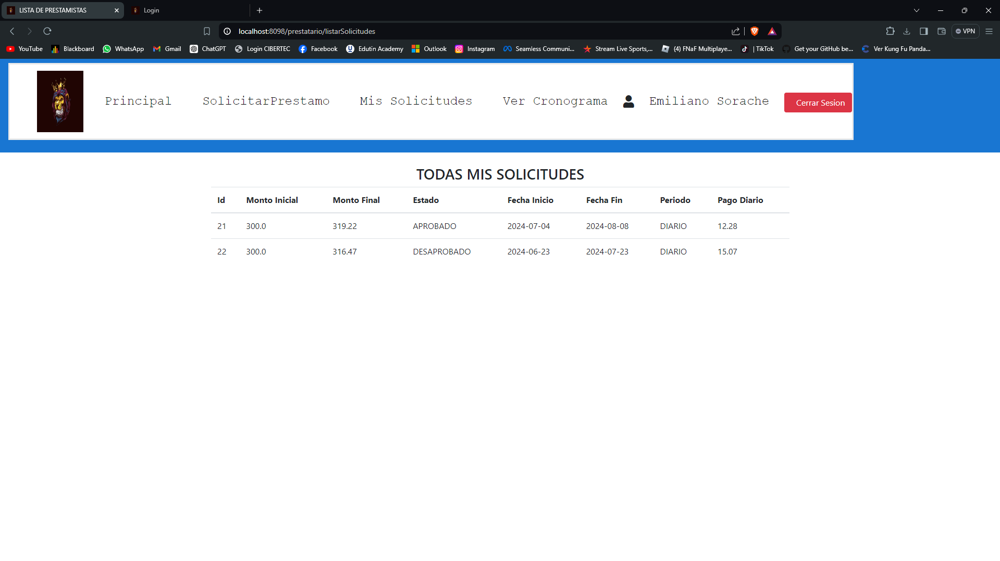 LISTA DE PRESTAMISTAS Login
localhost:8098/prestatario/listarSolicitudes VPN
YouTube Blackboard WhatsApp Gmail ChatGPT Login CIBERTEC Facebook Edutin Academy Outlook Instagram Seamless Communi... Stream Live Sports,... (4) FNaF Multiplaye... | TikTok Get your GitHub be... Ver Kung Fu Panda...
Principal SolicitarPrestamo Mis Solicitudes Ver Cronograma Emiliano Sorache Cerrar Sesion
TODAS MIS SOLICITUDES
Id Monto Inicial Monto Final Estado Fecha Inicio Fecha Fin Periodo Pago Diario
21 300.0 319.22 APROBADO 2024-07-04 2024-08-08 DIARIO 12.28
22 300.0 316.47 DESAPROBADO 2024-06-23 2024-07-23 DIARIO 15.07